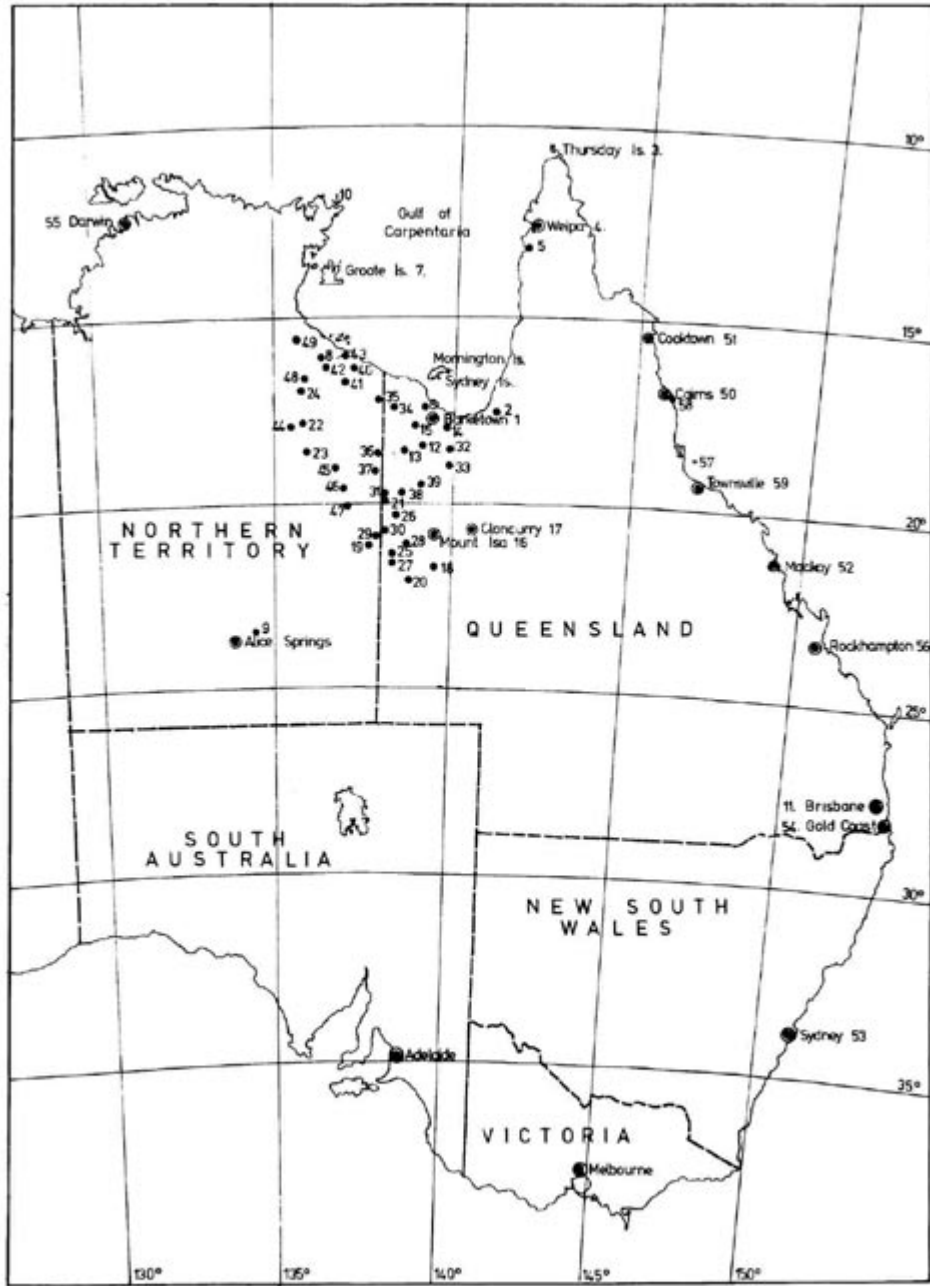 10°
Thursday Is. 3.
10
55 Darwin
Gulf of
Carpentaria
Weipa 4.
5
Groote Is. 7.
15°
49
8
43
42
40
41
48
24
Mornington Is.
Sydney Is.
Cooktown 51
35
34
2
Burketown 1
Cairns 50
58
44
22
15
14
12
32
36
13
23
33
45
37
57
46
39
31
38
Townsville 59
21
47
26
20°
NORTHERN
TERRITORY
30
29
28
Cloncurry 17
Mount Isa 16
19
25
27
18
20
Mackay 52
9
Alice Springs
QUEENSLAND
Rockhampton 56
25°
11. Brisbane
54. Gold Coast
SOUTH
AUSTRALIA
30°
NEW SOUTH
WALES
Sydney 53
Adelaide
35°
VICTORIA
Melbourne
130°
135°
140°
145°
150°